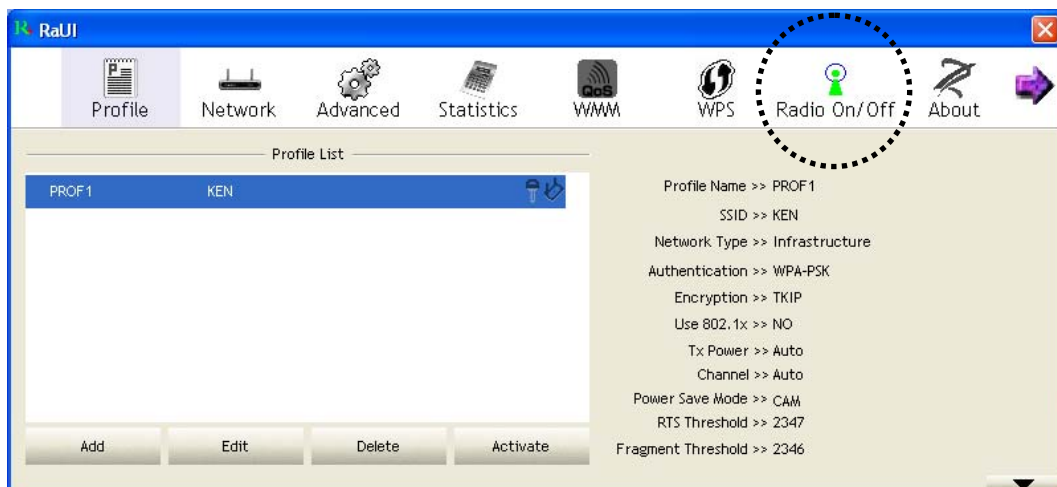 RaUI
Profile Network Advanced Statistics WMM WPS Radio On/Off About
QoS
Profile List
PROF1 KEN
Profile Name >> PROF1
SSID >> KEN
Network Type >> Infrastructure
Authentication >> WPA-PSK
Encryption >> TKIP
Use 802.1x >> NO
Tx Power >> Auto
Channel >> Auto
Power Save Mode >> CAM
RTS Threshold >> 2347
Fragment Threshold >> 2346
Add Edit Delete Activate